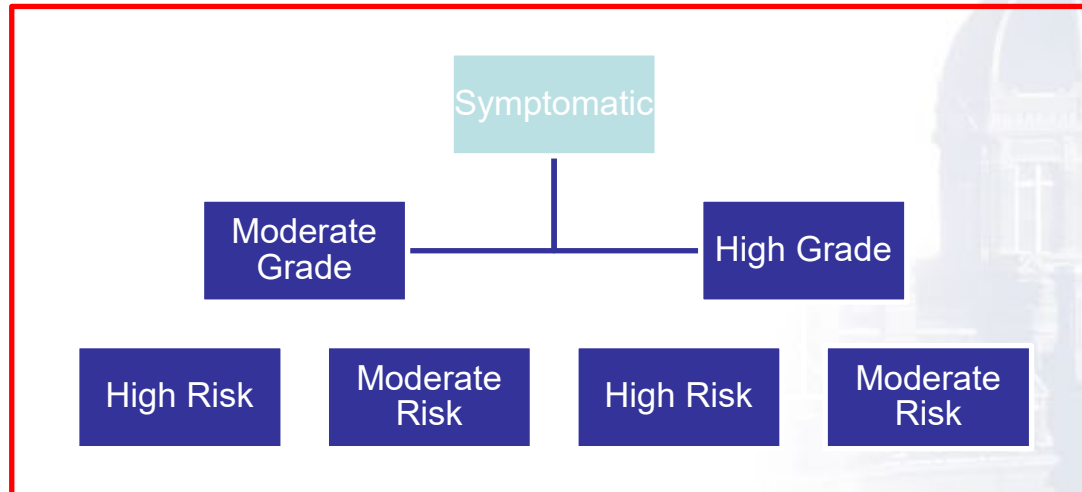 Symptomatic
Moderate
Grade
High Grade
High Risk
Moderate
Risk
High Risk
Moderate
Risk